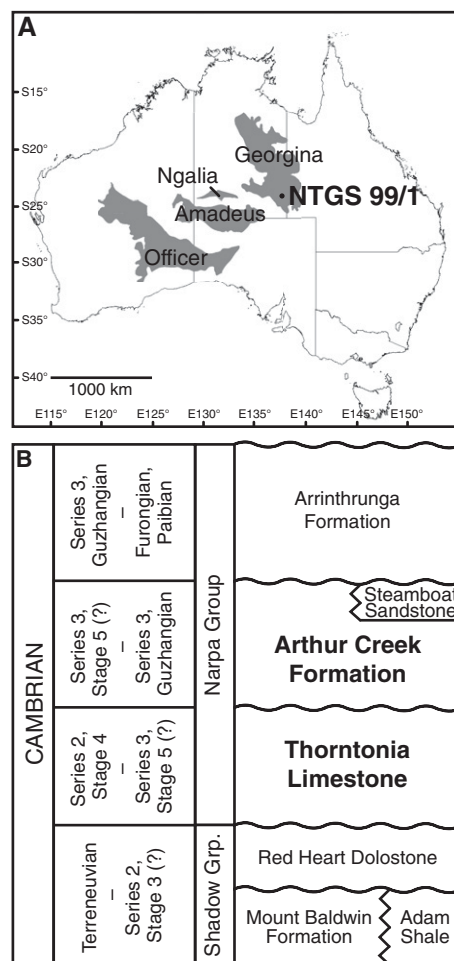 A
S15°
S20°
S25°
S30°
S35°
S40°
Georgina
Ngalia
NTGS 99/1
Amadeus
Officer
1000 km
E115° E120° E125° E130° E135° E140° E145° E150°
B
CAMBRIAN
Series 3,
Guzhangian
–
Furongian,
Paibian
Series 3,
Stage 5 (?)
–
Series 3,
Guzhangian
Series 2,
Stage 4
–
Series 3,
Stage 5 (?)
Terreneuvian
–
Series 2,
Stage 3 (?)
Narpa Group
Shadow Grp.
Arrinthrunga
Formation
Steamboat
Sandstone
Arthur Creek
Formation
Thorntonia
Limestone
Red Heart Dolostone
Mount Baldwin
Formation
Adam
Shale